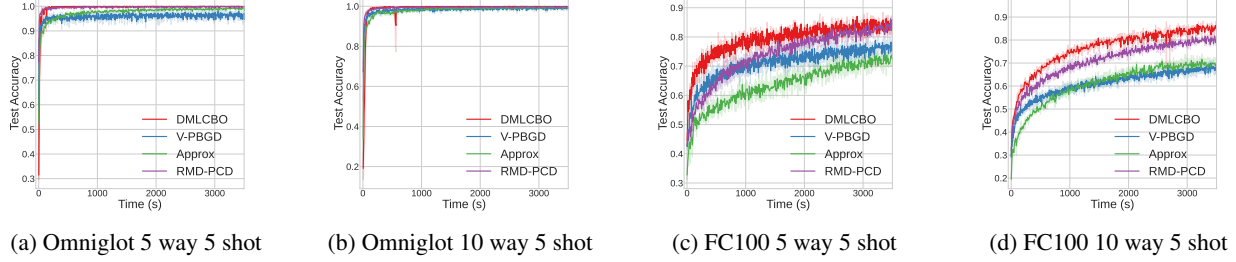 1.0
0.9
0.8
0.7
0.6
0.5
0.4
0.3
Test Accuracy
DMLCBO
V-PBGD
Approx
RMD-PCD
0 1000 2000 3000
Time (s)
(a) Omniglot 5 way 5 shot
1.0
0.8
0.6
0.4
0.2
Test Accuracy
DMLCBO
V-PBGD
Approx
RMD-PCD
0 1000 2000 3000
Time (s)
(b) Omniglot 10 way 5 shot
0.9
0.8
0.7
0.6
0.5
0.4
0.3
Test Accuracy
DMLCBO
V-PBGD
Approx
RMD-PCD
0 1000 2000 3000
Time (s)
(c) FC100 5 way 5 shot
0.9
0.8
0.7
0.6
0.5
0.4
0.3
0.2
Test Accuracy
DMLCBO
V-PBGD
Approx
RMD-PCD
0 1000 2000 3000
Time (s)
(d) FC100 10 way 5 shot